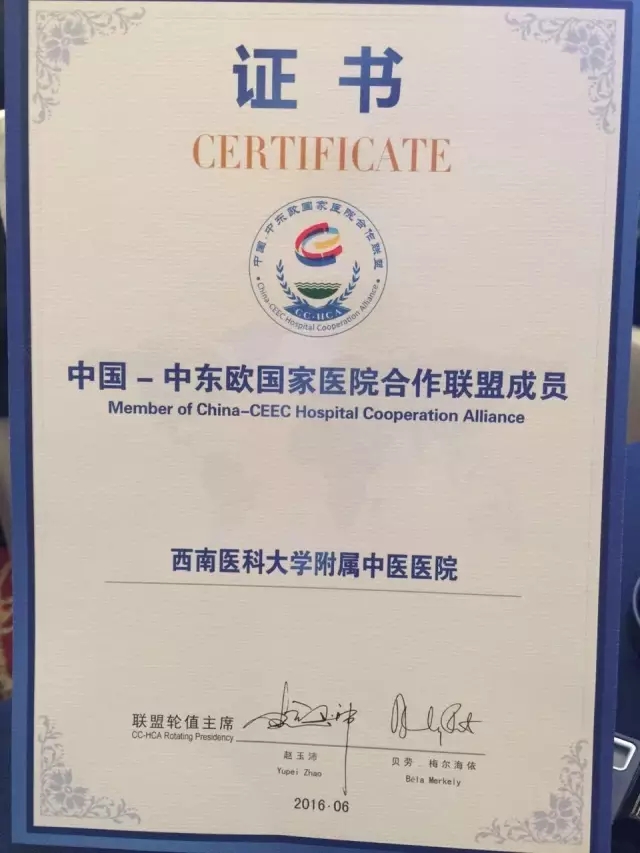 证书
CERTIFICATE
中国-中东欧国家医院合作联盟
China-CEEC Hospital Cooperation Alliance
CC-HCA
中国-中东欧国家医院合作联盟成员
Member of China-CEEC Hospital Cooperation Alliance
西南医科大学附属中医医院
联盟轮值主席
CC-HCA Rotating Presidency
赵玉沛 贝劳.梅尔海依
Yupei Zhao Bela Merkely
2016·06